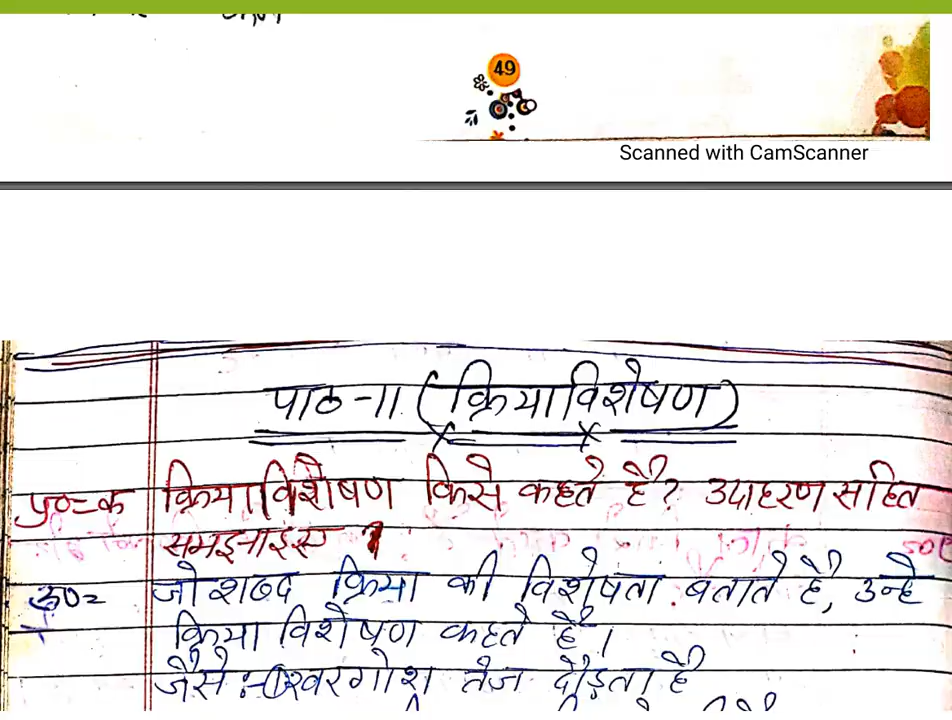 49
Scanned with CamScanner
पाठ-11 (क्रियाविशेषण)
प्र०=क क्रियाविशेषण किसे कहते है? उदाहरण सहित
समझाइए
उ०= जो शब्द क्रिया की विशेषता बताते है, उन्हे
क्रिया विशेषण कहते हैं।
जैसे :- खरगोश तेज दौड़ता है